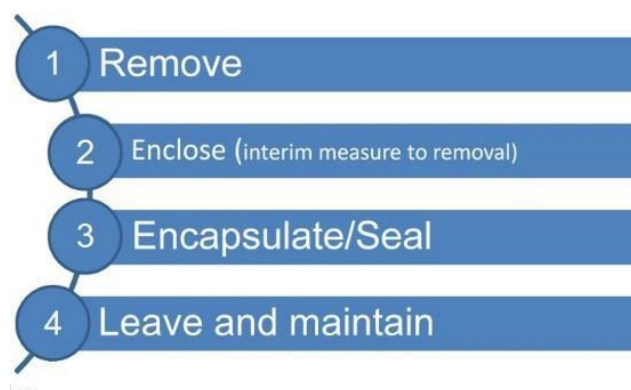 1 Remove
2 Enclose (interim measure to removal)
3 Encapsulate/Seal
4 Leave and maintain